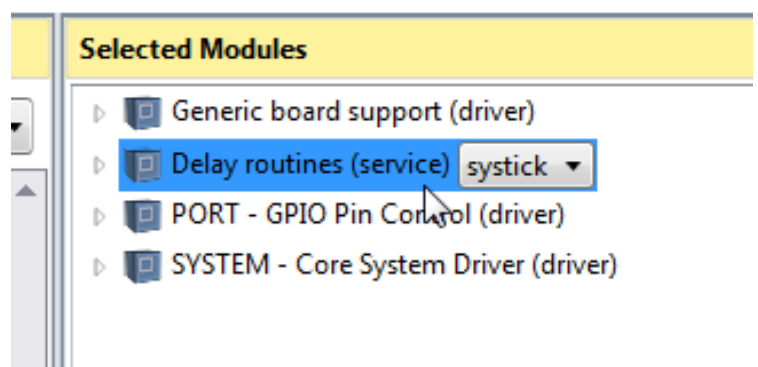 Selected Modules
Generic board support (driver)
Delay routines (service) systick
PORT - GPIO Pin Control (driver)
SYSTEM - Core System Driver (driver)